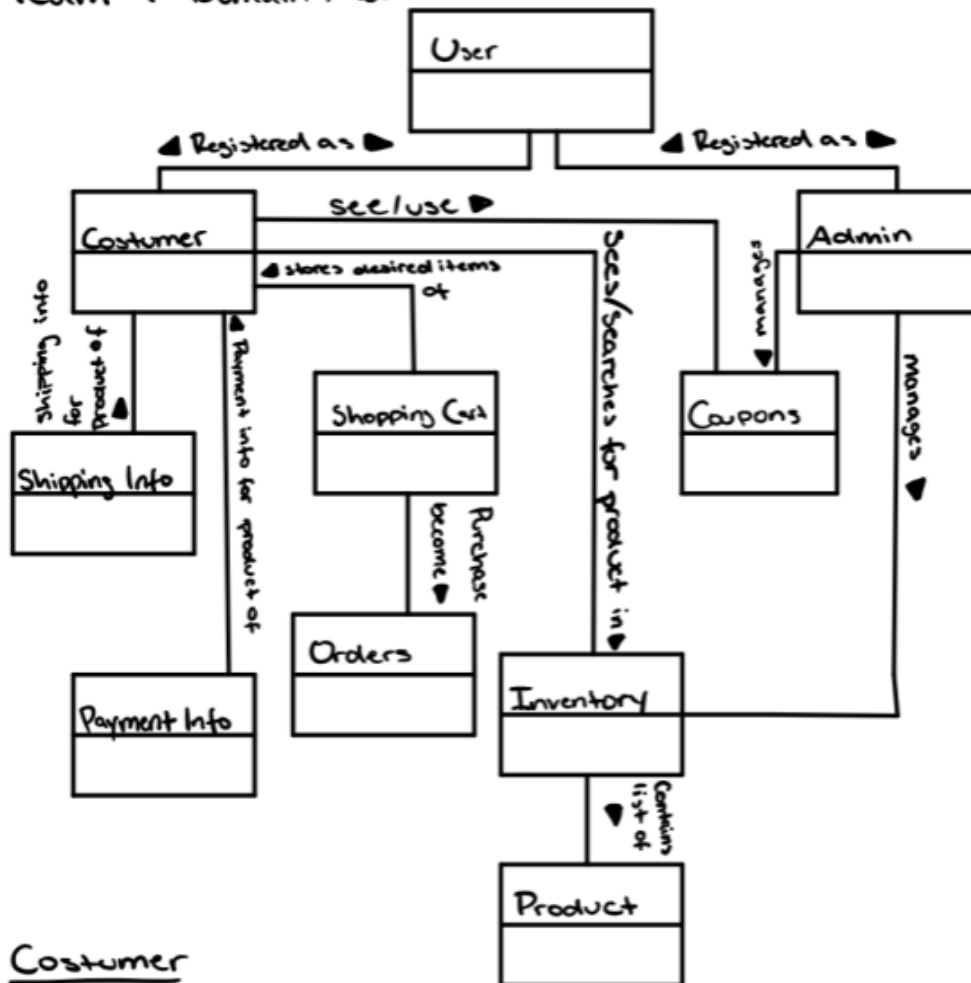 User
◀ Registered as ▶
◀ Registered as ▶
Costumer
see/use ▶
Admin
◀ stores desired items
of
Sees/searches for product in ▶
manages ▶
manages ▶
shipping info
for
product of ▶
Shopping Cart
Coupons
Shipping Info
◀ Payment info for product of
Purchase
become ▶
Orders
Inventory
Payment Info
Contains
list of ▶
Product
Costumer